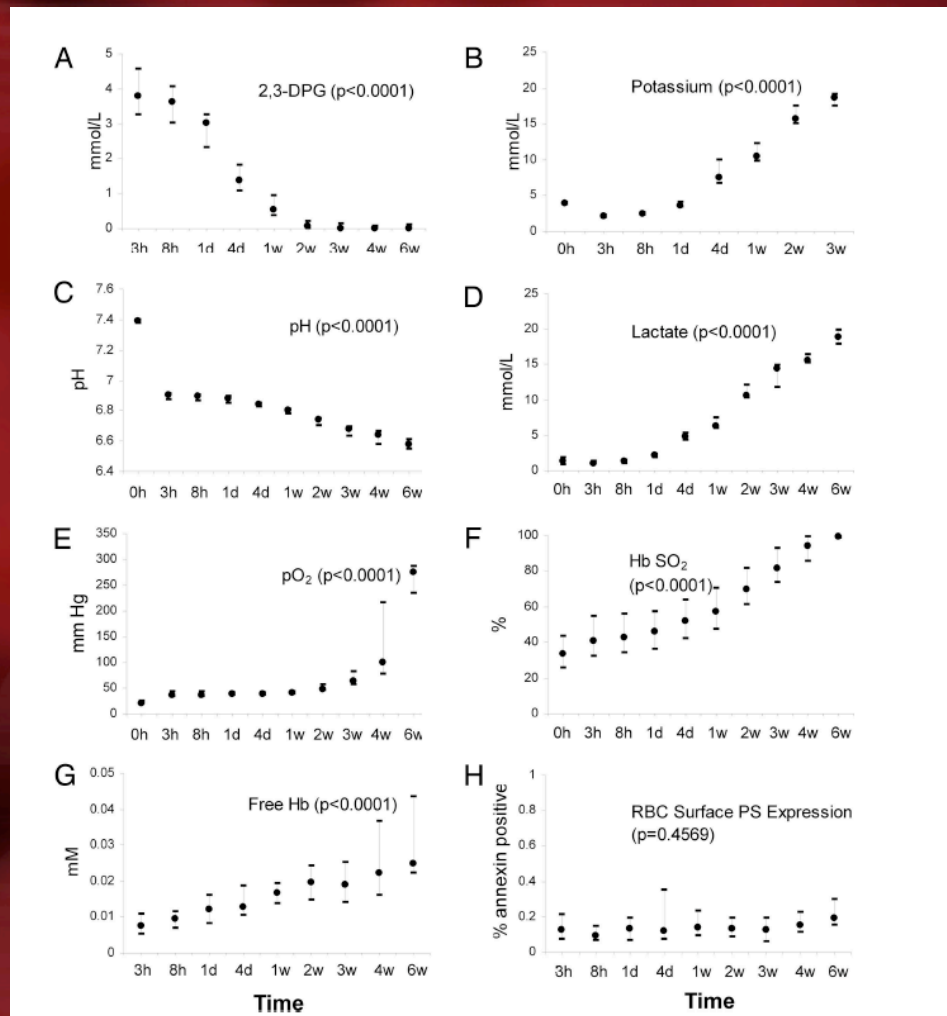 A
2,3-DPG (p<0.0001)
mmol/L
5
4
3
2
1
0
3h 8h 1d 4d 1w 2w 3w 4w 6w
B
Potassium (p<0.0001)
mmol/L
25
20
15
10
5
0
0h 3h 8h 1d 4d 1w 2w 3w
C
pH (p<0.0001)
pH
7.6
7.4
7.2
7
6.8
6.6
6.4
0h 3h 8h 1d 4d 1w 2w 3w 4w 6w
D
Lactate (p<0.0001)
mmol/L
25
20
15
10
5
0
0h 3h 8h 1d 4d 1w 2w 3w 4w 6w
E
pO₂ (p<0.0001)
mm Hg
350
300
250
200
150
100
50
0
0h 3h 8h 1d 4d 1w 2w 3w 4w 6w
F
Hb SO₂
(p<0.0001)
%
100
80
60
40
20
0
0h 3h 8h 1d 4d 1w 2w 3w 4w 6w
G
Free Hb (p<0.0001)
mM
0.05
0.04
0.03
0.02
0.01
0
3h 8h 1d 4d 1w 2w 3w 4w 6w
Time
H
RBC Surface PS Expression
(p=0.4569)
% annexin positive
1
0.8
0.6
0.4
0.2
0
3h 8h 1d 4d 1w 2w 3w 4w 6w
Time